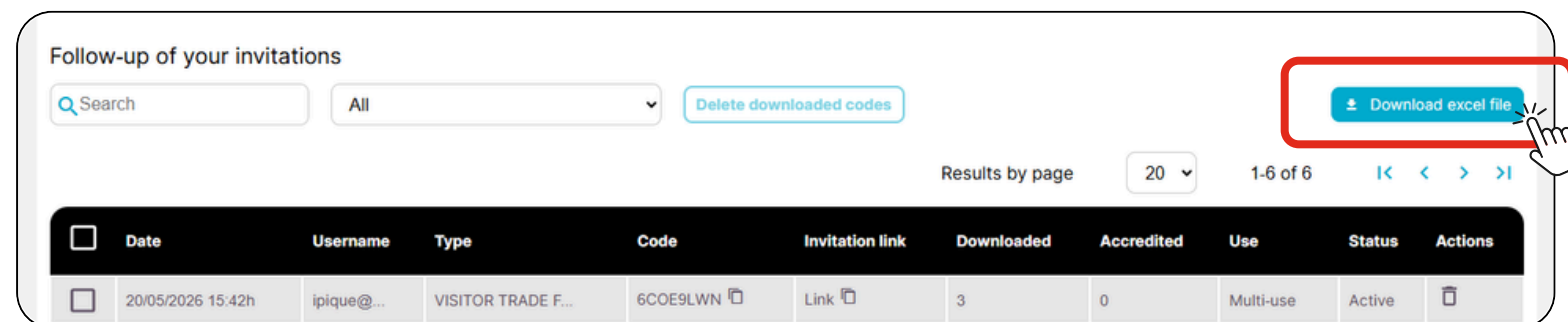 Follow-up of your invitations
Search All Delete downloaded codes Download excel file
Results by page 20 1-6 of 6
Date Username Type Code Invitation link Downloaded Accredited Use Status Actions
20/05/2026 15:42h ipique@... VISITOR TRADE F... 6COE9LWN Link 3 0 Multi-use Active